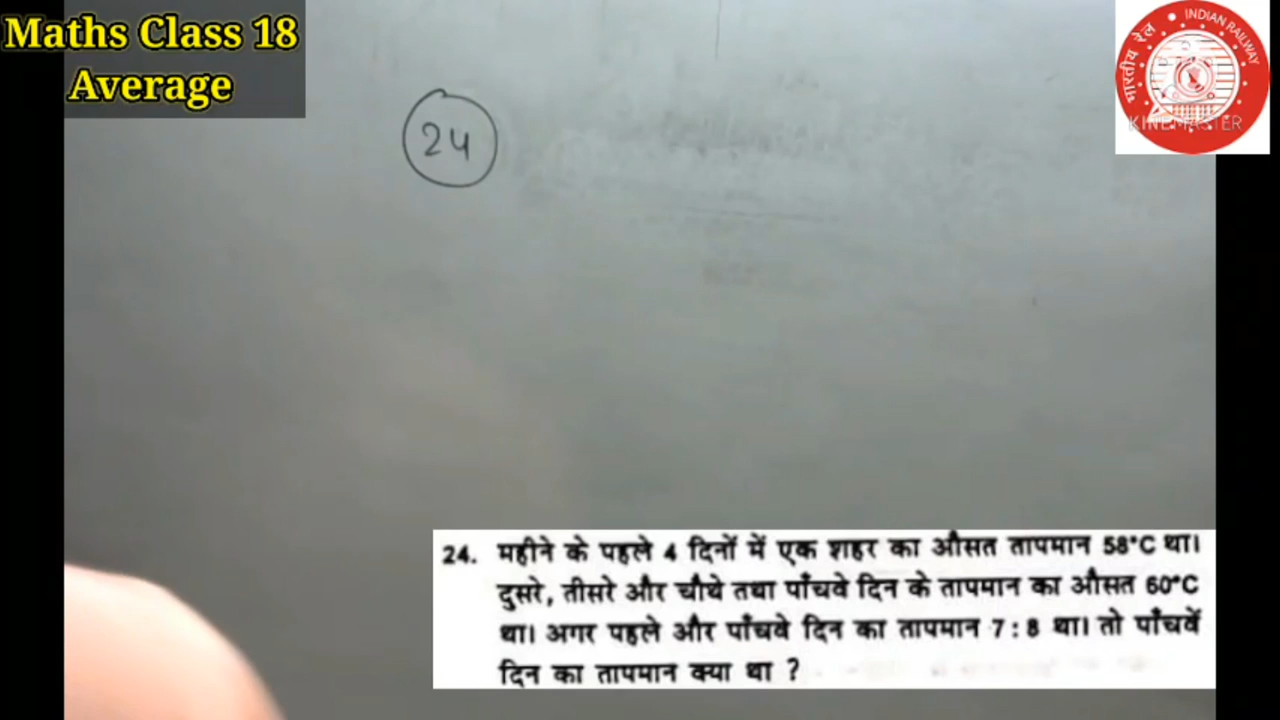 Maths Class 18
Average
भारतीय रेल
INDIAN RAILWAY
KINEMASTER
24
24. महीने के पहले 4 दिनों में एक शहर का औसत तापमान 58°C था।
दुसरे, तीसरे और चौथे तथा पाँचवे दिन के तापमान का औसत 60°C
था। अगर पहले और पाँचवे दिन का तापमान 7 : 8 था। तो पाँचवें
दिन का तापमान क्या था ?